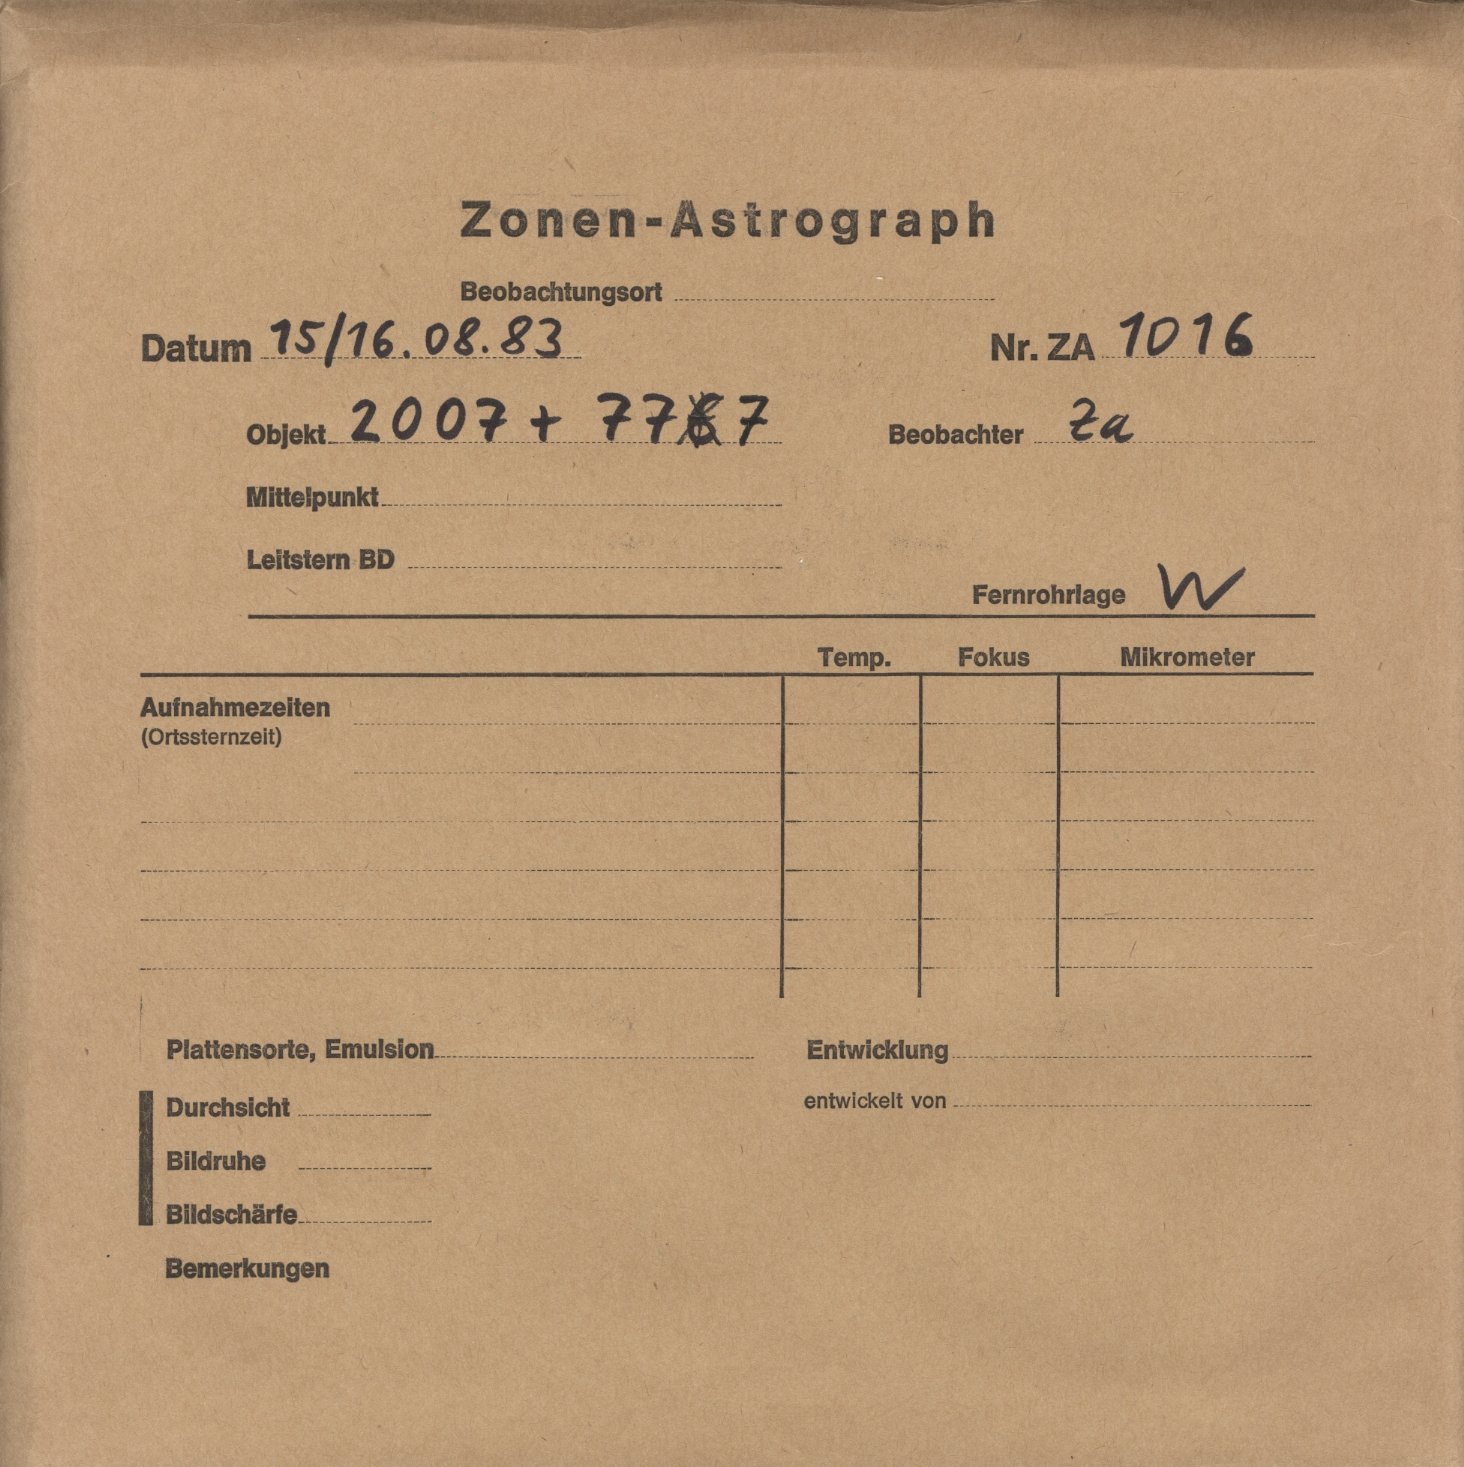 Zonen-Astrograph
Beobachtungsort
Datum 15/16.08.83 Nr. ZA 1016
Objekt 2007 + 777
Beobachter Za
Mittelpunkt
Leitstern BD
Fernrohrlage W
Temp. Fokus Mikrometer
Aufnahmezeiten
(Ortssternzeit)
Plattensorte, Emulsion Entwicklung
Durchsicht entwickelt von
Bildruhe
Bildschärfe
Bemerkungen